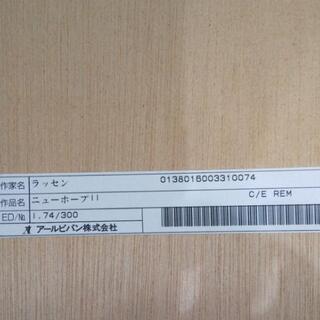 作家名 ラッセン 0138016003310074
作品名 ニューホープII C/E REM
ED/№ 1.74/300
アールビバン株式会社